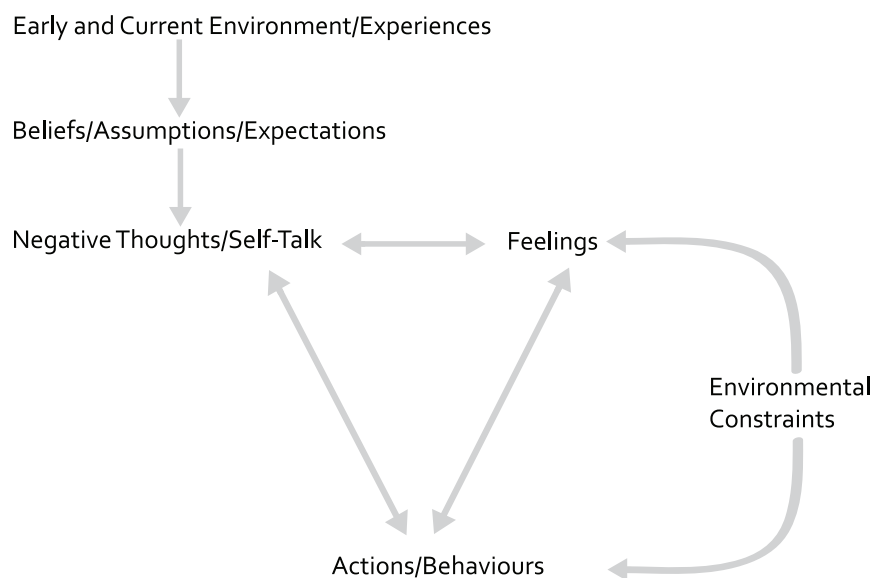 Early and Current Environment/Experiences
Beliefs/Assumptions/Expectations
Negative Thoughts/Self-Talk
Feelings
Environmental
Constraints
Actions/Behaviours